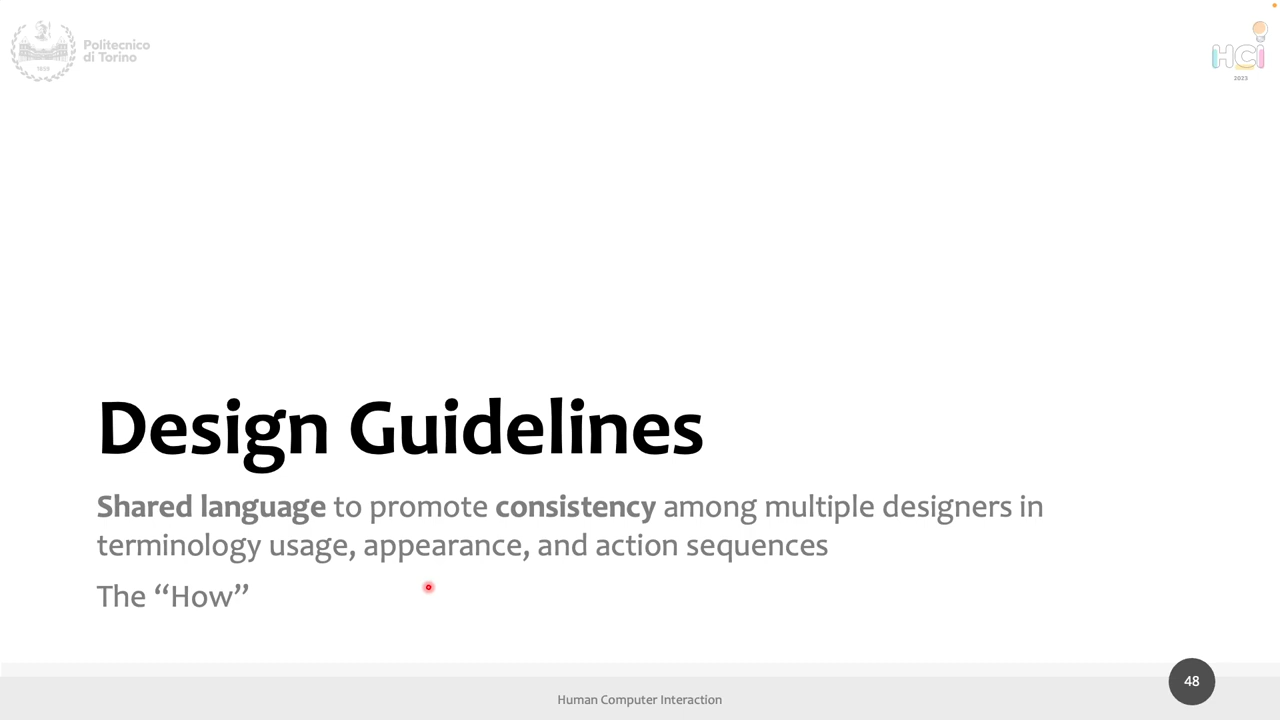 Politecnico
di Torino
1859
HCI
2023
Design Guidelines
Shared language to promote consistency among multiple designers in
terminology usage, appearance, and action sequences
The “How”
48
Human Computer Interaction